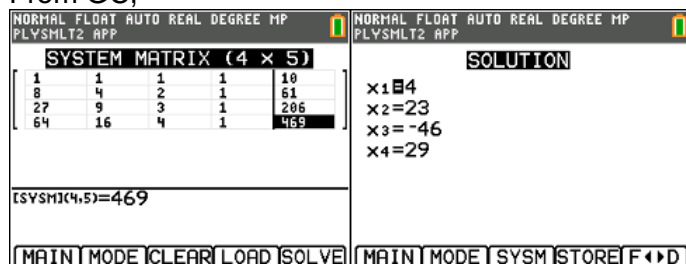 From GC,
NORMAL FLOAT AUTO REAL DEGREE MP
PLYSMLT2 APP
SYSTEM MATRIX (4 × 5)
1 1 1 1 10
8 4 2 1 61
27 9 3 1 206
64 16 4 1 469
[SYSM](4,5)=469
MAIN MODE CLEAR LOAD SOLVE
NORMAL FLOAT AUTO REAL DEGREE MP
PLYSMLT2 APP
SOLUTION
x1=4
x2=23
x3=-46
x4=29
MAIN MODE SYSM STORE F◄►D